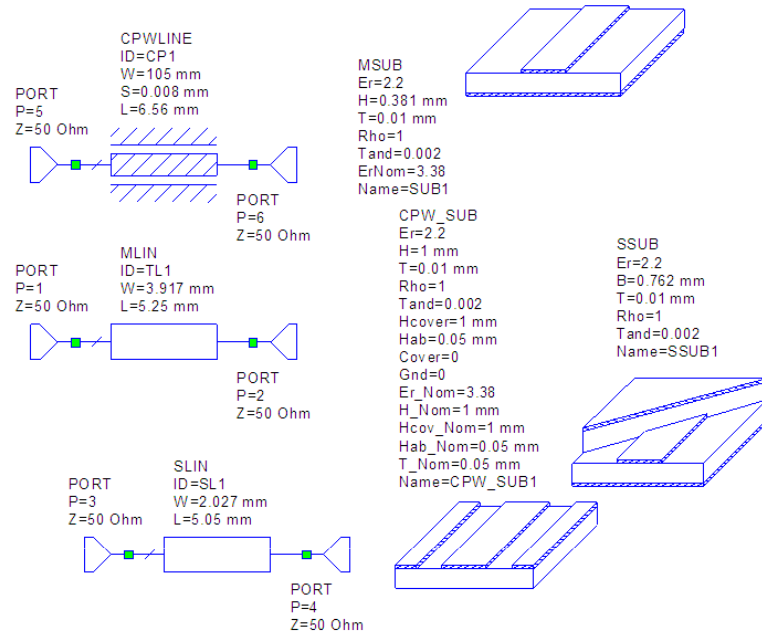 CPWLINE
ID=CP1
W=105 mm
S=0.008 mm
L=6.56 mm
PORT
P=5
Z=50 Ohm
PORT
P=6
Z=50 Ohm
MSUB
Er=2.2
H=0.381 mm
T=0.01 mm
Rho=1
Tand=0.002
ErNom=3.38
Name=SUB1
MLIN
ID=TL1
W=3.917 mm
L=5.25 mm
PORT
P=1
Z=50 Ohm
PORT
P=2
Z=50 Ohm
CPW_SUB
Er=2.2
H=1 mm
T=0.01 mm
Rho=1
Tand=0.002
Hcover=1 mm
Hab=0.05 mm
Cover=0
Gnd=0
Er_Nom=3.38
H_Nom=1 mm
Hcov_Nom=1 mm
Hab_Nom=0.05 mm
T_Nom=0.05 mm
Name=CPW_SUB1
SSUB
Er=2.2
B=0.762 mm
T=0.01 mm
Rho=1
Tand=0.002
Name=SSUB1
SLIN
ID=SL1
W=2.027 mm
L=5.05 mm
PORT
P=3
Z=50 Ohm
PORT
P=4
Z=50 Ohm